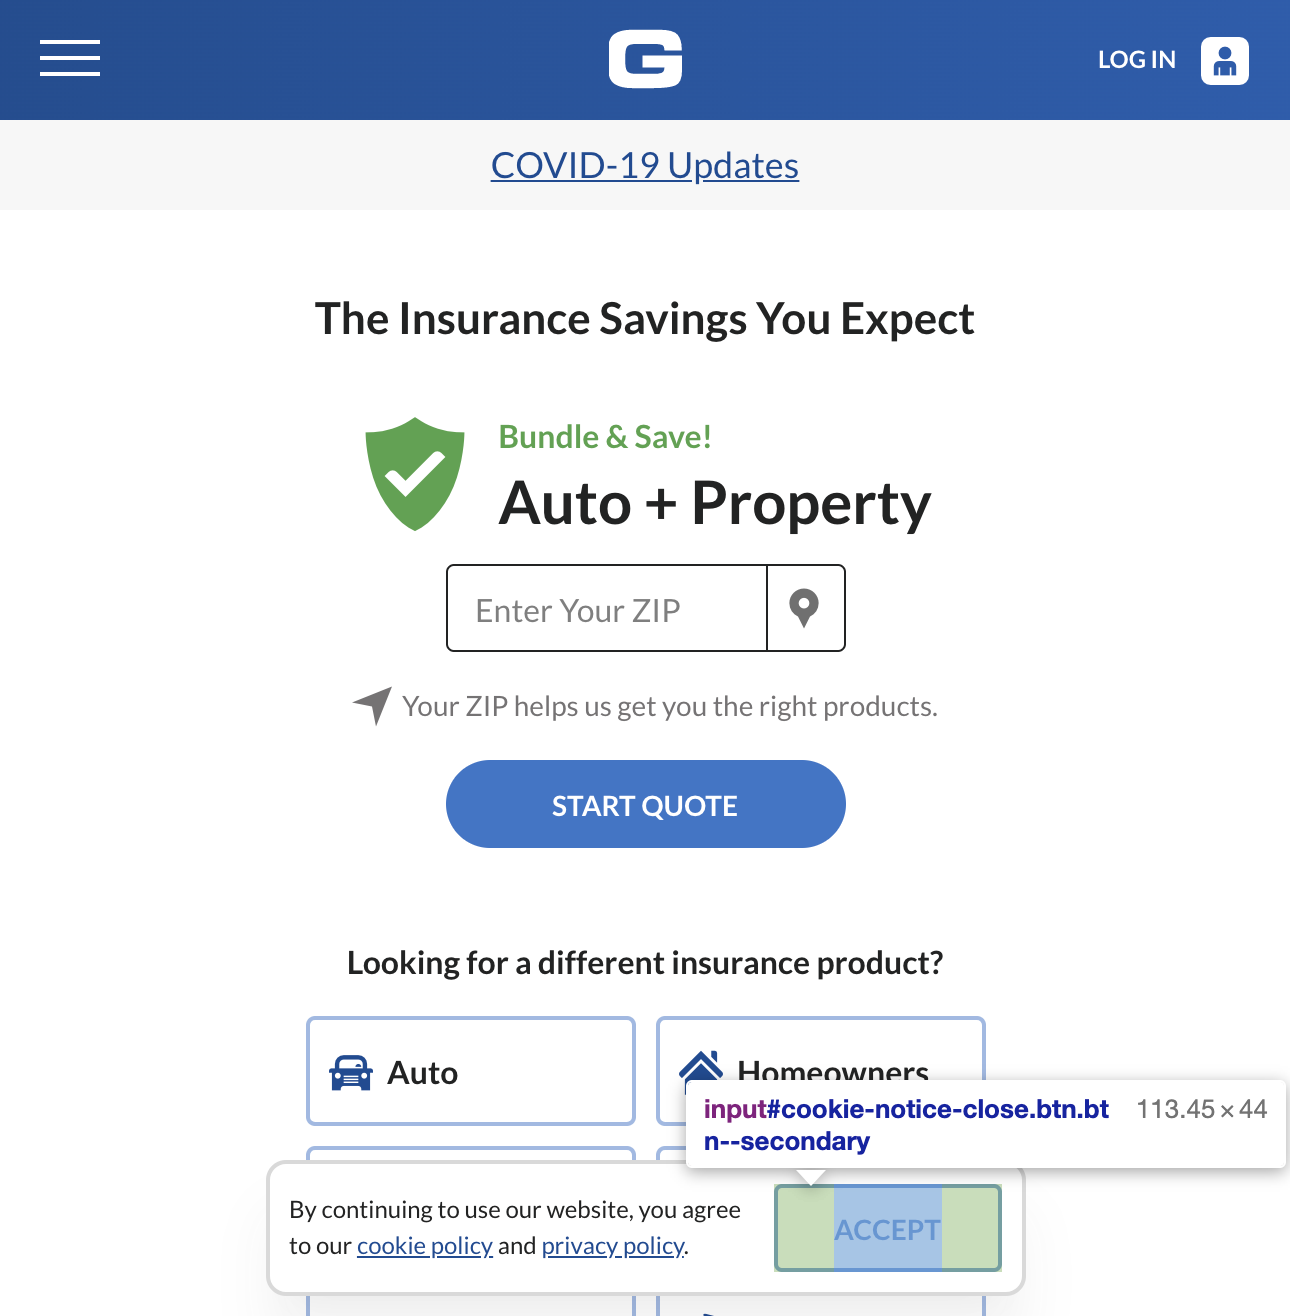 G
LOG IN
COVID-19 Updates
The Insurance Savings You Expect
Bundle & Save!
Auto + Property
Enter Your ZIP
Your ZIP helps us get you the right products.
START QUOTE
Looking for a different insurance product?
Auto
Homeowners
input#cookie-notice-close.btn.bt
n--secondary
113.45 × 44
By continuing to use our website, you agree
to our cookie policy and privacy policy.
ACCEPT